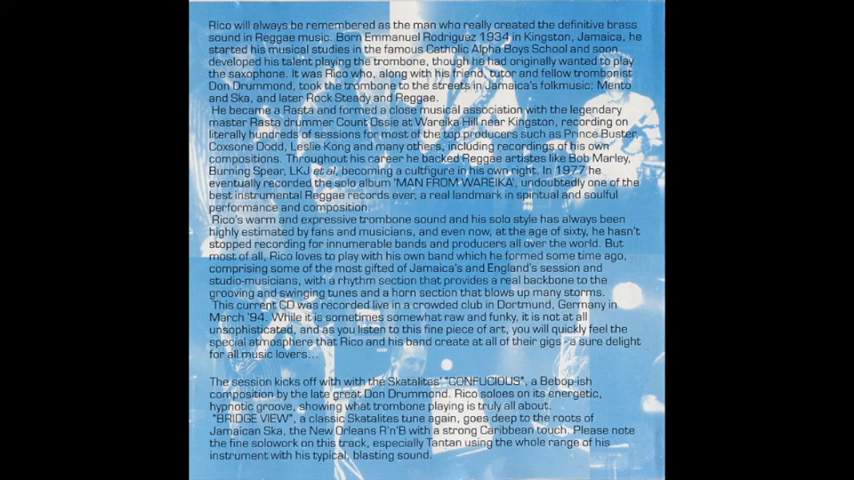 Rico will always be remembered as the man who really created the definitive brass
sound in Reggae music. Born Emmanuel Rodriguez 1934 in Kingston, Jamaica, he
started his musical studies in the famous Catholic Alpha Boys School and soon
developed his talent playing the trombone, though he had originally wanted to play
the saxophone. It was Rico who, along with his friend, tutor and fellow trombonist
Don Drummond, took the trombone to the streets in Jamaica's folkmusic: Mento
and Ska, and later Rock Steady and Reggae.
He became a Rasta and formed a close musical association with the legendary
master Rasta drummer Count Ossie at Wareika Hill near Kingston, recording on
literally hundreds of sessions for most of the top producers such as Prince Buster,
Coxsone Dodd, Leslie Kong and many others, including recordings of his own
compositions. Throughout his career he backed Reggae artistes like Bob Marley,
Burning Spear, LKJ et al, becoming a cultfigure in his own right. In 1977 he
eventually recorded the solo album 'MAN FROM WAREIKA', undoubtedly one of the
best instrumental Reggae records ever, a real landmark in spiritual and soulful
performance and composition.
Rico's warm and expressive trombone sound and his solo style has always been
highly estimated by fans and musicians, and even now, at the age of sixty, he hasn't
stopped recording for innumerable bands and producers all over the world. But
most of all, Rico loves to play with his own band which he formed some time ago,
comprising some of the most gifted of Jamaica's and England's session and
studio-musicians, with a rhythm section that provides a real backbone to the
grooving and swinging tunes and a horn section that blows up many storms.
This current CD was recorded live in a crowded club in Dortmund, Germany in
March '94. While it is sometimes somewhat raw and funky, it is not at all
unsophisticated, and as you listen to this fine piece of art, you will quickly feel the
special atmosphere that Rico and his band create at all of their gigs - a sure delight
for all music lovers...
The session kicks off with with the Skatalites' "CONFUCIOUS", a Bebop-ish
composition by the late great Don Drummond. Rico soloes on its energetic,
hypnotic groove, showing what trombone playing is truly all about.
"BRIDGE VIEW", a classic Skatalites tune again, goes deep to the roots of
Jamaican Ska, the New Orleans R'n'B with a strong Caribbean touch. Please note
the fine solowork on this track, especially Tantan using the whole range of his
instrument with his typical, blasting sound.